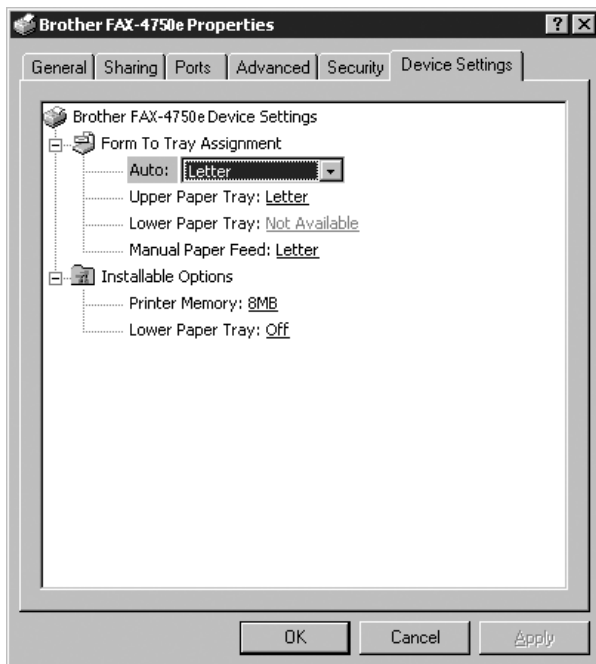 Brother FAX-4750e Properties
General Sharing Ports Advanced Security Device Settings
Brother FAX-4750e Device Settings
Form To Tray Assignment
Auto: Letter
Upper Paper Tray: Letter
Lower Paper Tray: Not Available
Manual Paper Feed: Letter
Installable Options
Printer Memory: 8MB
Lower Paper Tray: Off
OK Cancel Apply